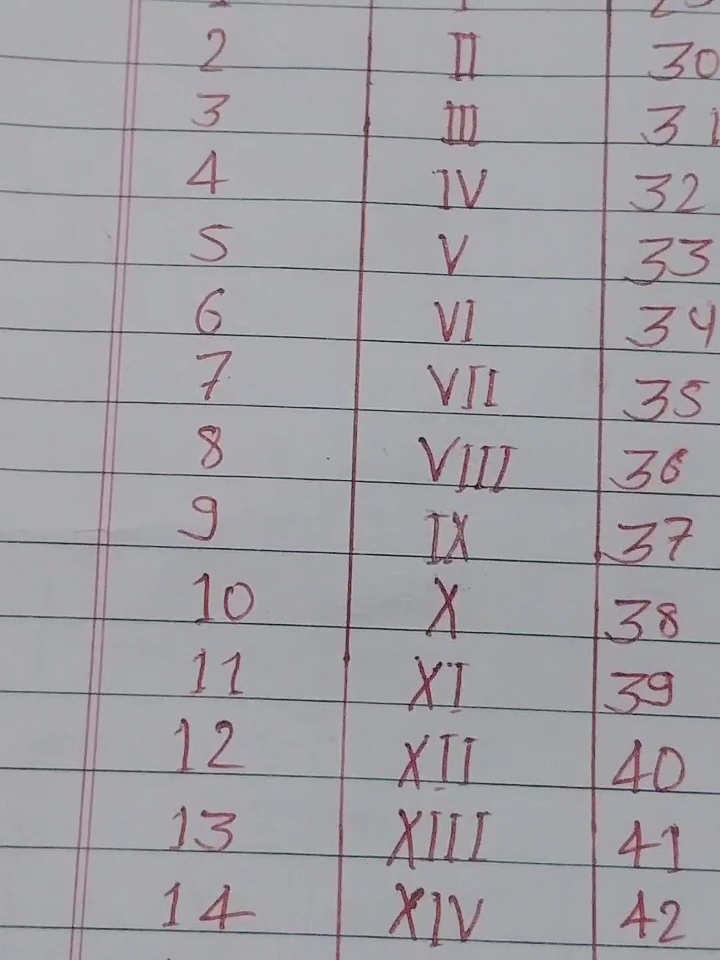 2 II 30
3 III 31
4 IV 32
5 V 33
6 VI 34
7 VII 35
8 VIII 36
9 IX 37
10 X 38
11 XI 39
12 XII 40
13 XIII 41
14 XIV 42